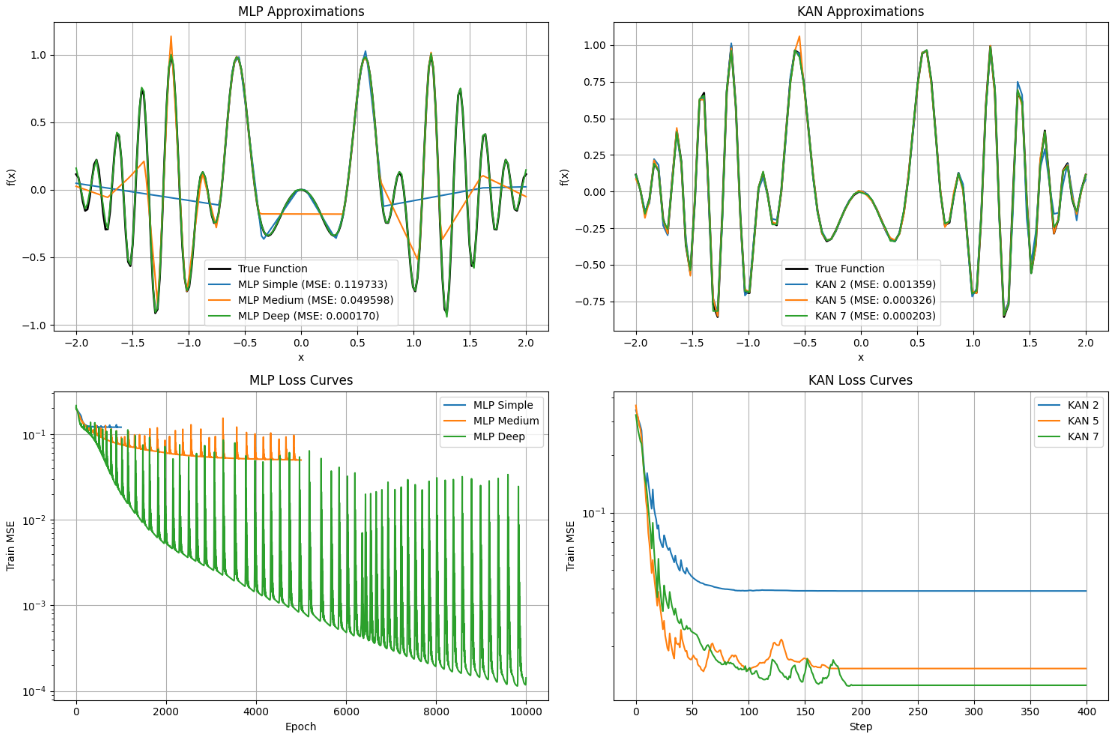 MLP Approximations
f(x)
1.0
0.5
0.0
−0.5
−1.0
True Function
MLP Simple (MSE: 0.119733)
MLP Medium (MSE: 0.049598)
MLP Deep (MSE: 0.000170)
−2.0 −1.5 −1.0 −0.5 0.0 0.5 1.0 1.5 2.0
x
KAN Approximations
f(x)
1.00
0.75
0.50
0.25
0.00
−0.25
−0.50
−0.75
True Function
KAN 2 (MSE: 0.001359)
KAN 5 (MSE: 0.000326)
KAN 7 (MSE: 0.000203)
−2.0 −1.5 −1.0 −0.5 0.0 0.5 1.0 1.5 2.0
x
MLP Loss Curves
Train MSE
10⁻¹
10⁻²
10⁻³
10⁻⁴
MLP Simple
MLP Medium
MLP Deep
0 2000 4000 6000 8000 10000
Epoch
KAN Loss Curves
Train MSE
10⁻¹
KAN 2
KAN 5
KAN 7
0 50 100 150 200 250 300 350 400
Step